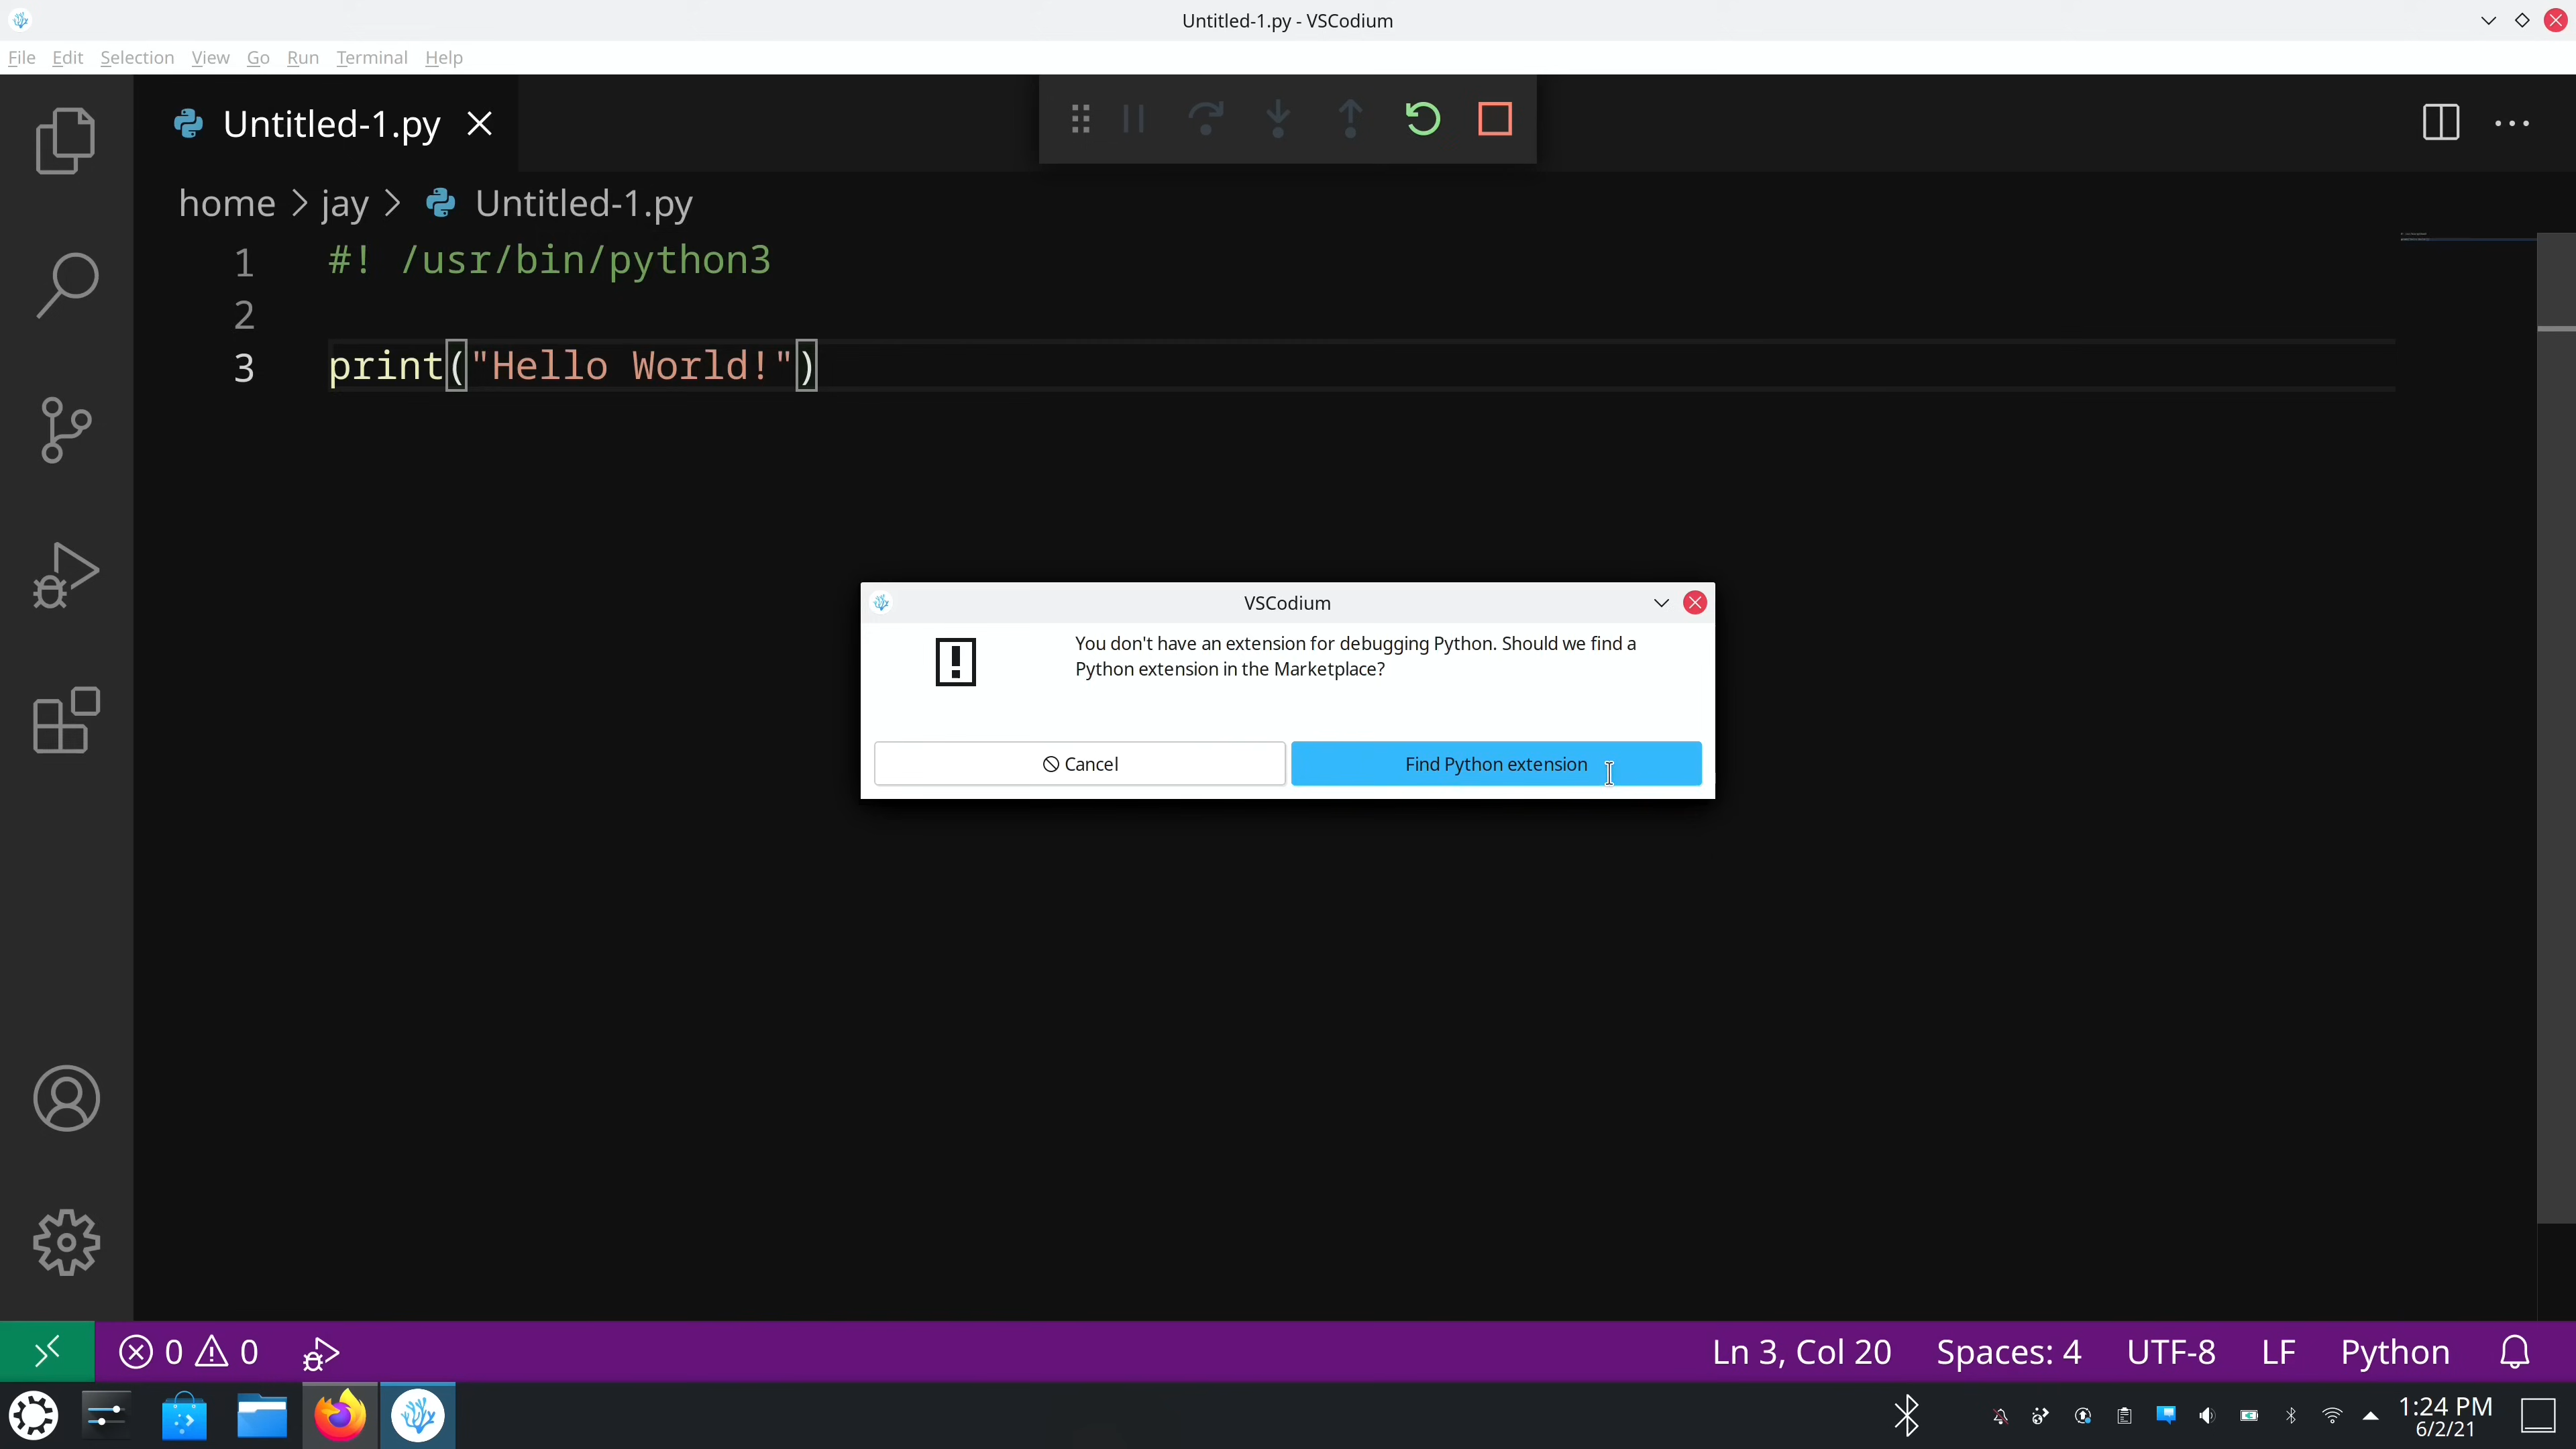 Untitled-1.py - VSCodium
File Edit Selection View Go Run Terminal Help
Untitled-1.py
home > jay > Untitled-1.py
1 #! /usr/bin/python3
2
3 print("Hello World!")
VSCodium
You don't have an extension for debugging Python. Should we find a
Python extension in the Marketplace?
Cancel
Find Python extension
0 0
Ln 3, Col 20 Spaces: 4 UTF-8 LF Python
1:24 PM
6/2/21